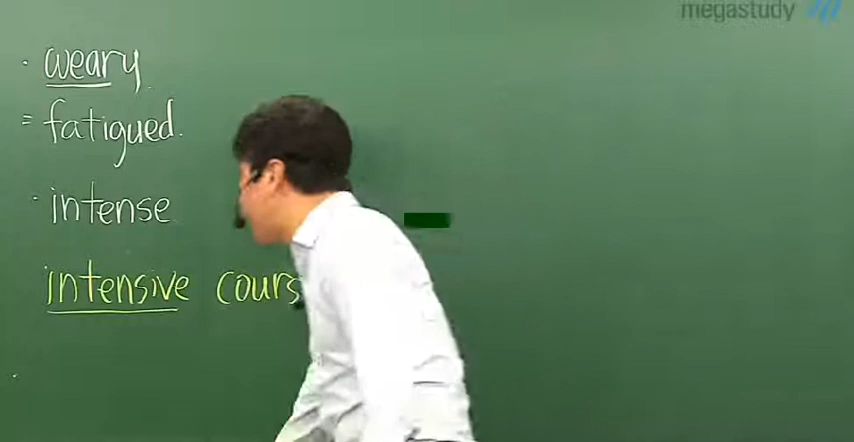 megastudy
· weary
= fatigued.
· intense
intensive cours